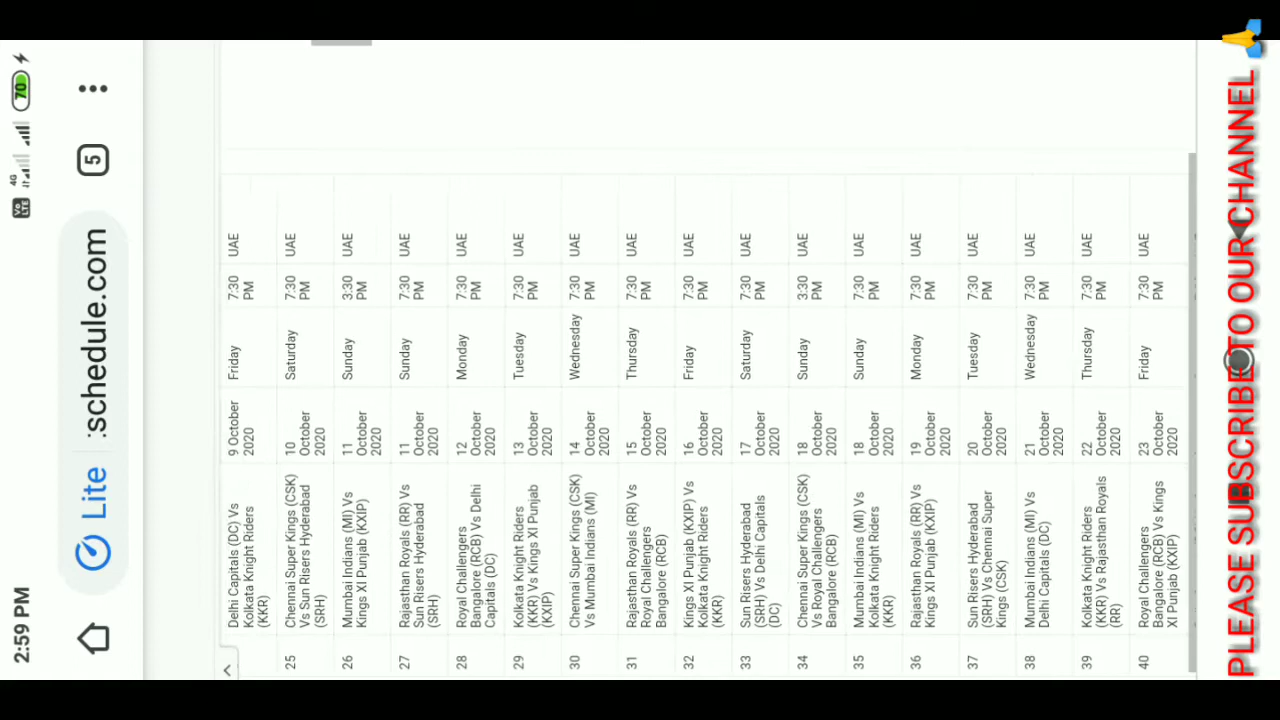 2:59 PM
Vo LTE
4G
70
Lite
:schedule.com
5
Delhi Capitals (DC) Vs
Kolkata Knight Riders
(KKR)
9 October
2020
Friday
7:30
PM
UAE
25
Chennai Super Kings (CSK)
Vs Sun Risers Hyderabad
(SRH)
10
October
2020
Saturday
7:30
PM
UAE
26
Mumbai Indians (MI) Vs
Kings XI Punjab (KXIP)
11
October
2020
Sunday
3:30
PM
UAE
27
Rajasthan Royals (RR) Vs
Sun Risers Hyderabad
(SRH)
11
October
2020
Sunday
7:30
PM
UAE
28
Royal Challengers
Bangalore (RCB) Vs Delhi
Capitals (DC)
12
October
2020
Monday
7:30
PM
UAE
29
Kolkata Knight Riders
(KKR) Vs Kings XI Punjab
(KXIP)
13
October
2020
Tuesday
7:30
PM
UAE
30
Chennai Super Kings (CSK)
Vs Mumbai Indians (MI)
14
October
2020
Wednesday
7:30
PM
UAE
31
Rajasthan Royals (RR) Vs
Royal Challengers
Bangalore (RCB)
15
October
2020
Thursday
7:30
PM
UAE
32
Kings XI Punjab (KXIP) Vs
Kolkata Knight Riders
(KKR)
16
October
2020
Friday
7:30
PM
UAE
33
Sun Risers Hyderabad
(SRH) Vs Delhi Capitals
(DC)
17
October
2020
Saturday
7:30
PM
UAE
34
Chennai Super Kings (CSK)
Vs Royal Challengers
Bangalore (RCB)
18
October
2020
Sunday
3:30
PM
UAE
35
Mumbai Indians (MI) Vs
Kolkata Knight Riders
(KKR)
18
October
2020
Sunday
7:30
PM
UAE
36
Rajasthan Royals (RR) Vs
Kings XI Punjab (KXIP)
19
October
2020
Monday
7:30
PM
UAE
37
Sun Risers Hyderabad
(SRH) Vs Chennai Super
Kings (CSK)
20
October
2020
Tuesday
7:30
PM
UAE
38
Mumbai Indians (MI) Vs
Delhi Capitals (DC)
21
October
2020
Wednesday
7:30
PM
UAE
39
Kolkata Knight Riders
(KKR) Vs Rajasthan Royals
(RR)
22
October
2020
Thursday
7:30
PM
UAE
40
Royal Challengers
Bangalore (RCB) Vs Kings
XI Punjab (KXIP)
23
October
2020
Friday
7:30
PM
UAE
PLEASE SUBSCRIBE TO OUR CHANNEL 🙏